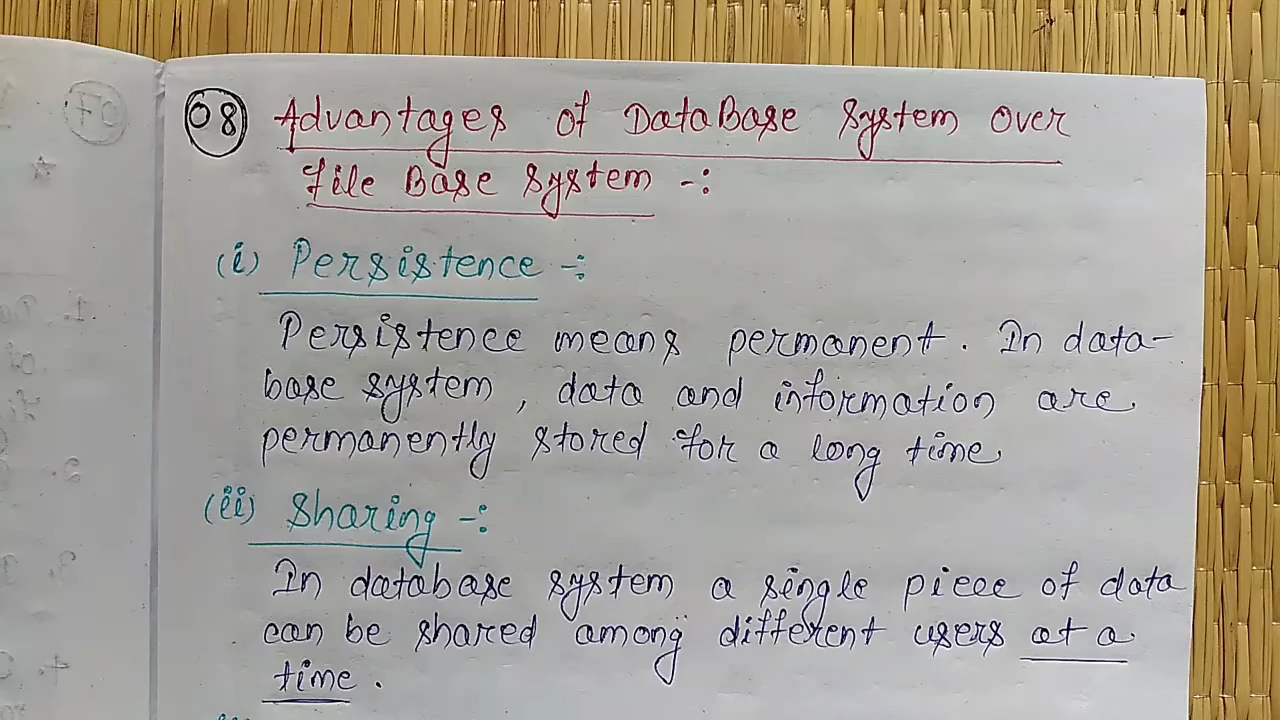 08 Advantages of DataBase System Over
File Base System -:
(i) Persistence -:
Persistence means permanent. In data-
base system, data and information are
permanently stored for a long time
(ii) Sharing -:
In database system a single piece of data
can be shared among different users at a
time.